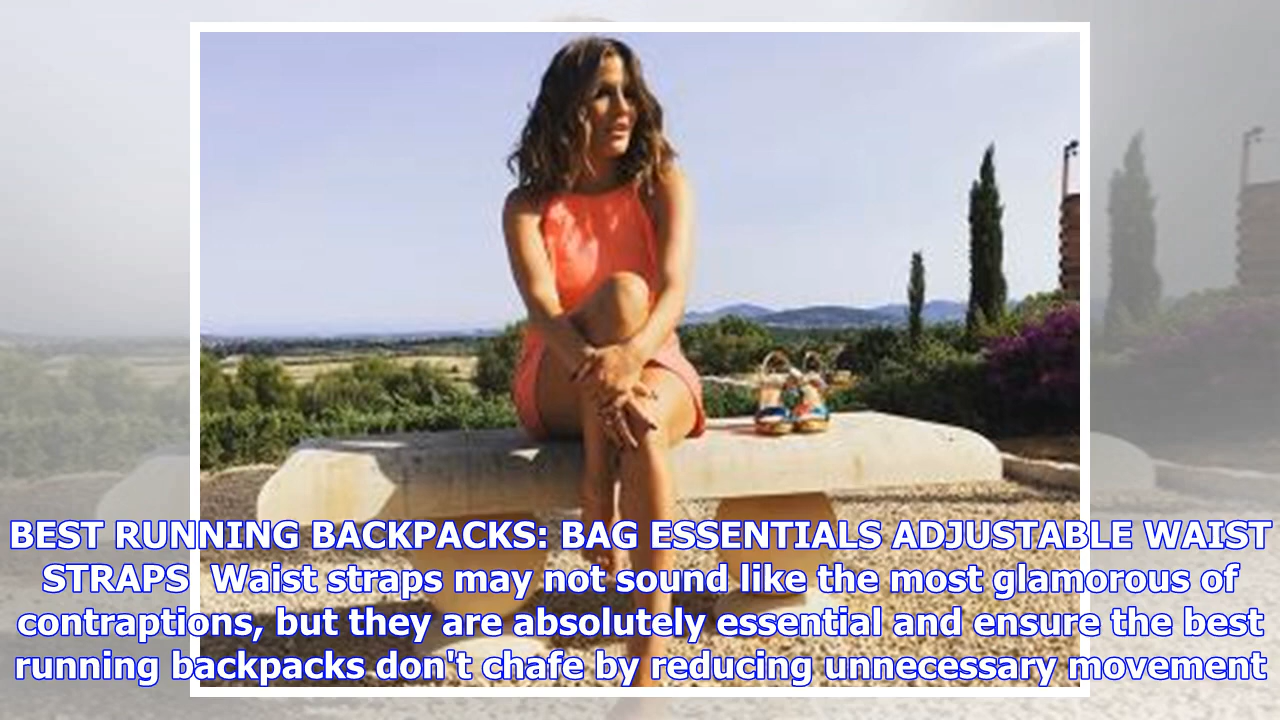 BEST RUNNING BACKPACKS: BAG ESSENTIALS ADJUSTABLE WAIST
STRAPS  Waist straps may not sound like the most glamorous of
contraptions, but they are absolutely essential and ensure the best
running backpacks don't chafe by reducing unnecessary movement